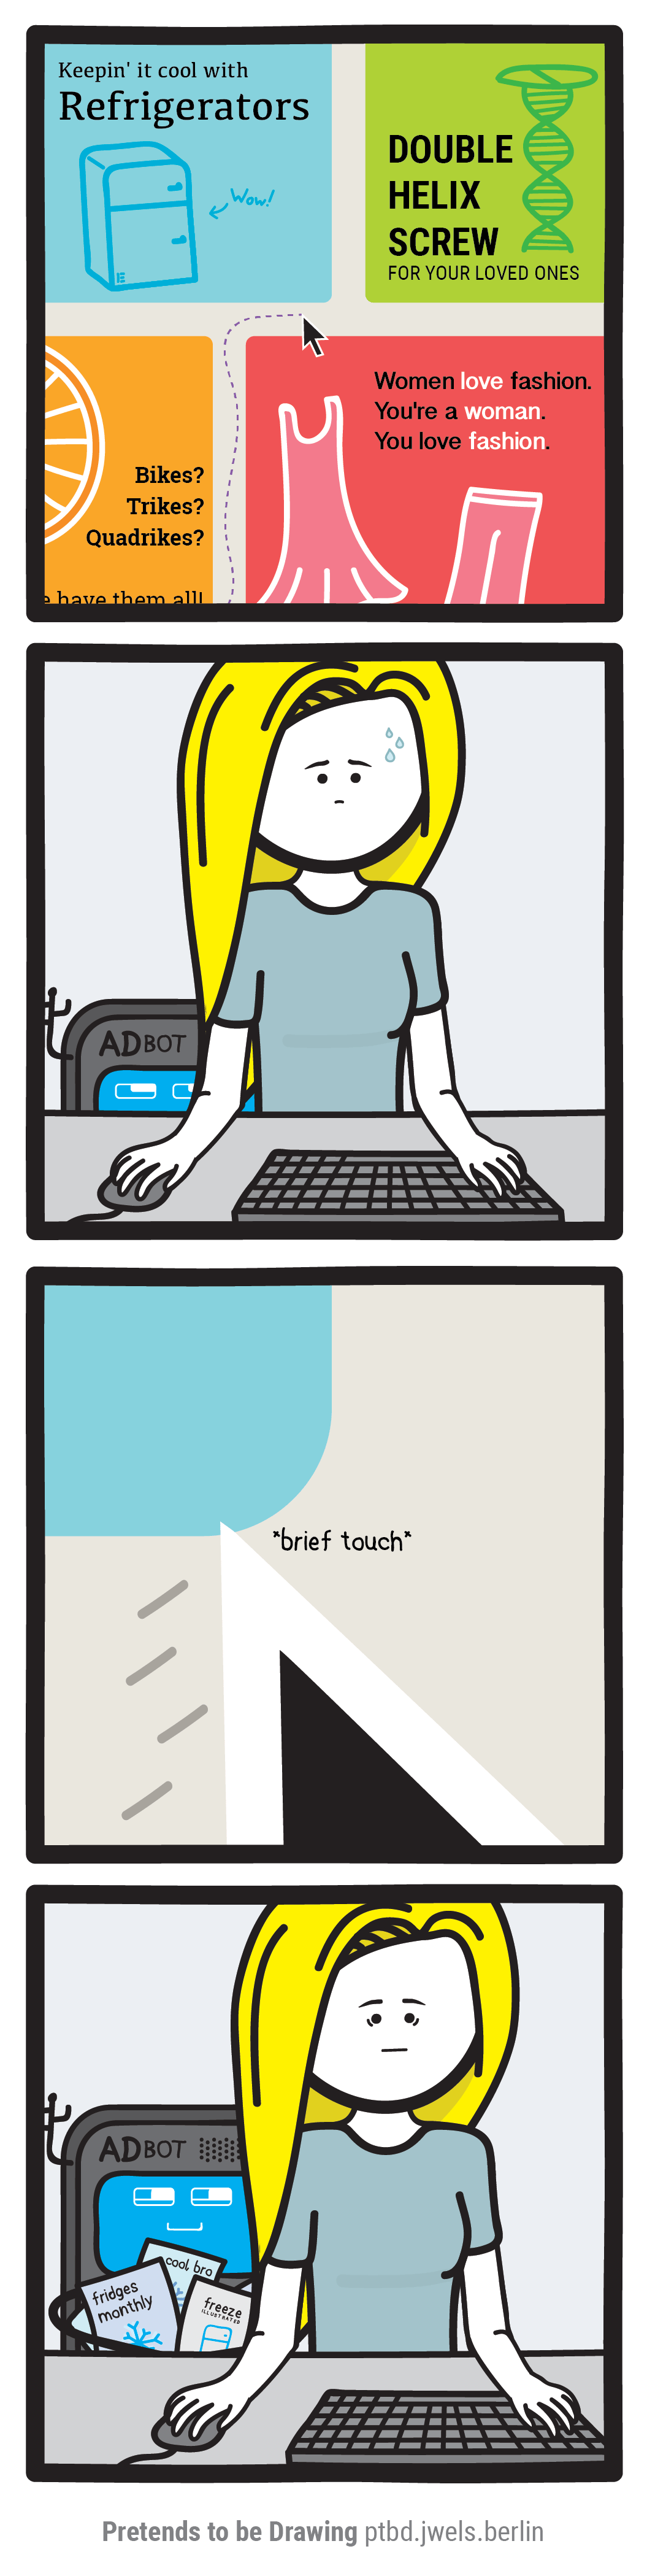 Keepin' it cool with
Refrigerators
Wow!
E
DOUBLE
HELIX
SCREW
FOR YOUR LOVED ONES
Bikes?
Trikes?
Quadrikes?
e have them all!
Women love fashion.
You're a woman.
You love fashion.
ADBOT
*brief touch*
ADBOT
cool bro
fridges
monthly
freeze
ILLUSTRATED
Pretends to be Drawing ptbd.jwels.berlin